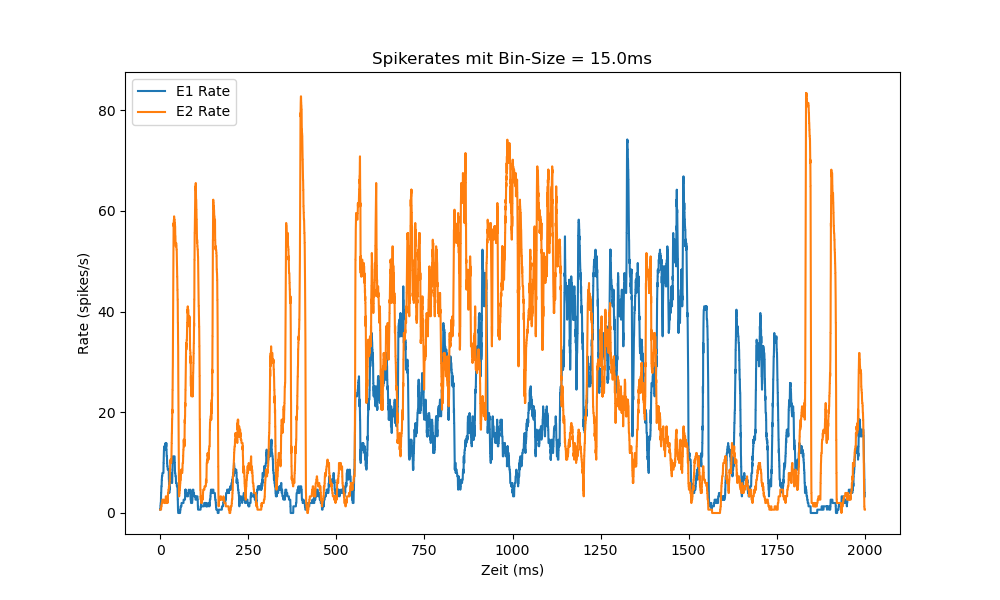 Spikerates mit Bin-Size = 15.0ms
E1 Rate
E2 Rate
Rate (spikes/s)
80
60
40
20
0
0 250 500 750 1000 1250 1500 1750 2000
Zeit (ms)